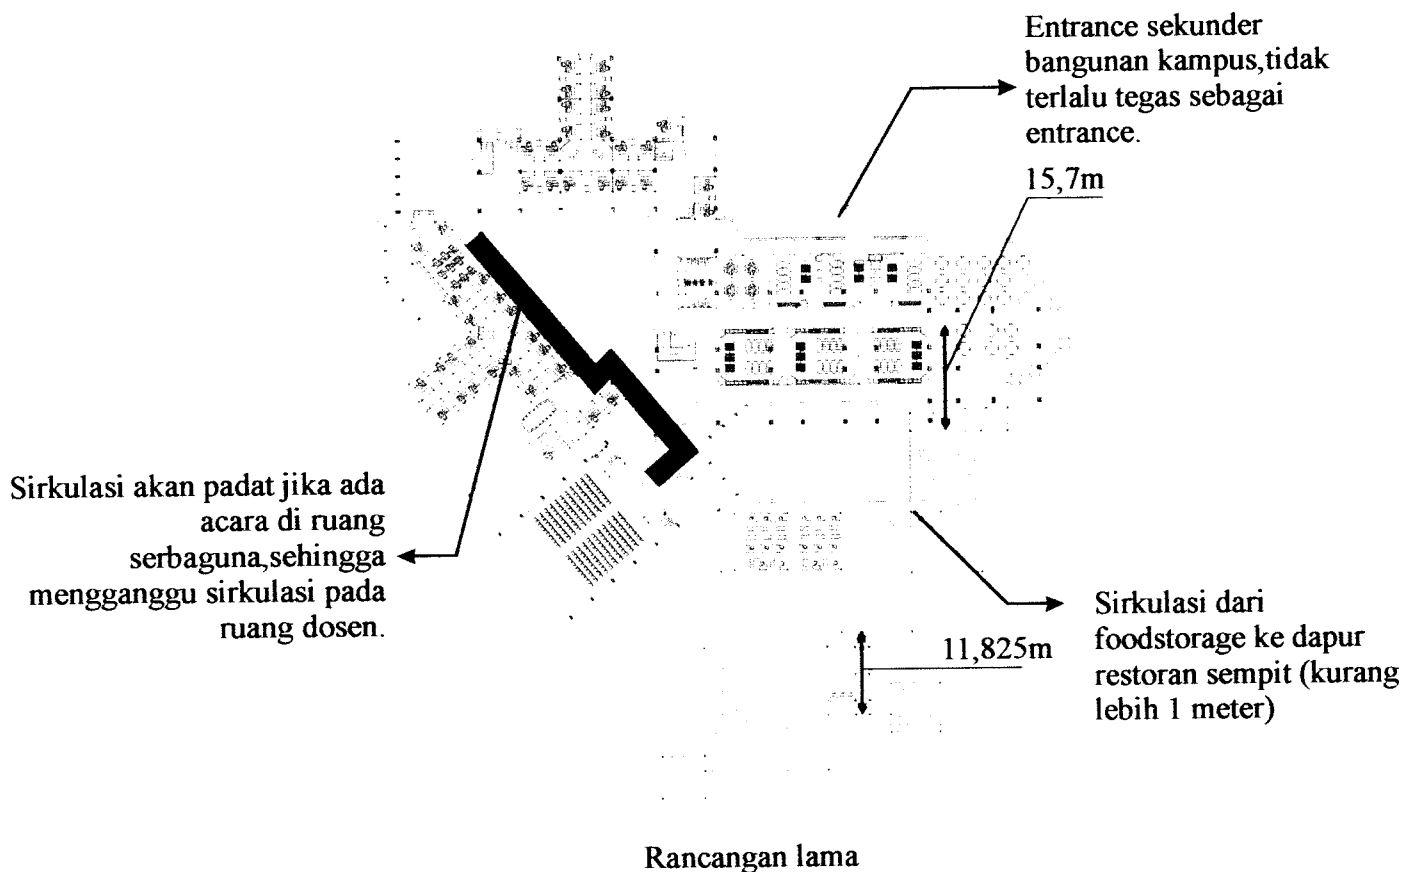 Entrance sekunder
bangunan kampus,tidak
terlalu tegas sebagai
entrance.
15,7m
Sirkulasi akan padat jika ada
acara di ruang
serbaguna,sehingga
mengganggu sirkulasi pada
ruang dosen.
Sirkulasi dari
foodstorage ke dapur
restoran sempit (kurang
lebih 1 meter)
11,825m
Rancangan lama